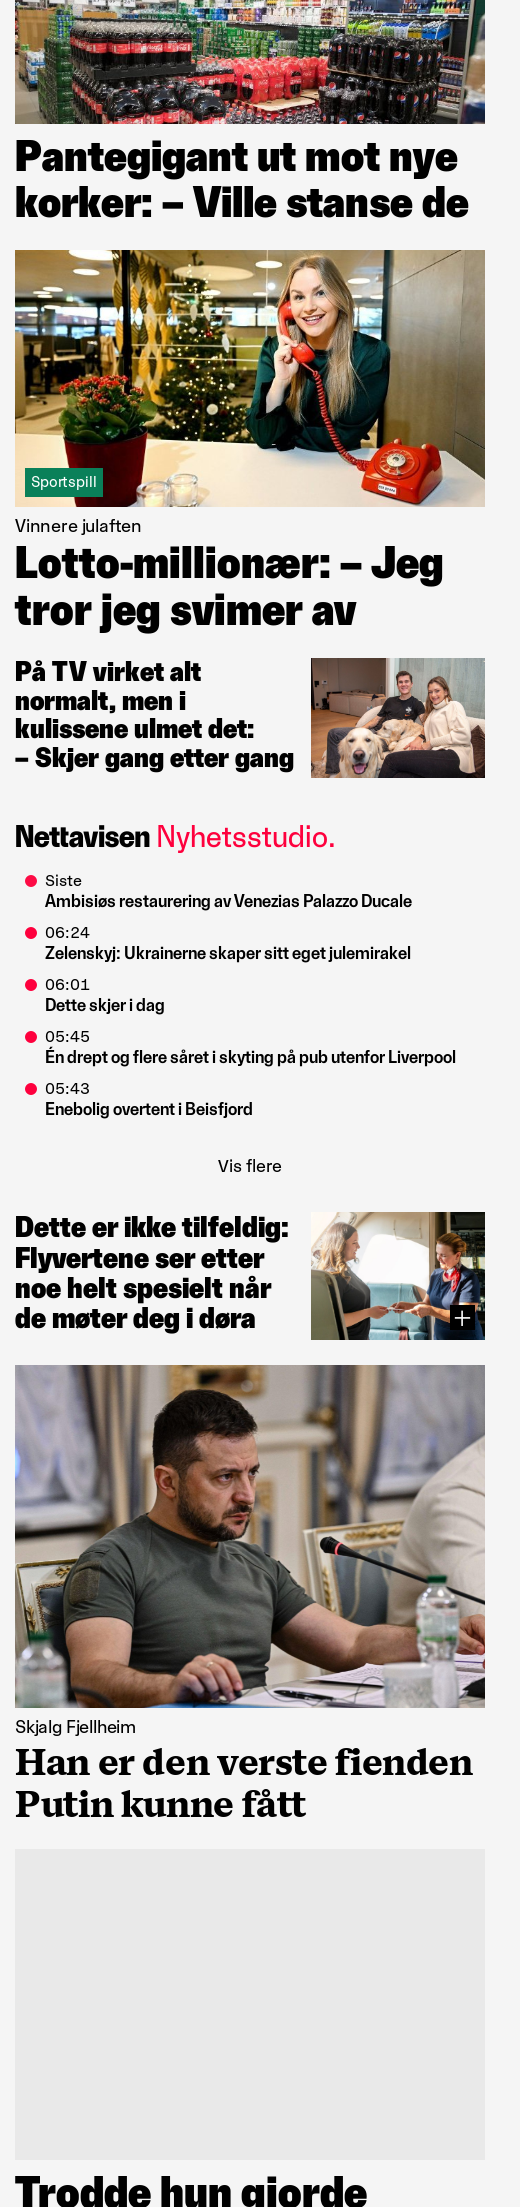 Pantegigant ut mot nye
korker: – Ville stanse de
Sportspill
Vinnere julaften
Lotto-millionær: – Jeg
tror jeg svimer av
På TV virket alt
normalt, men i
kulissene ulmet det:
– Skjer gang etter gang
Nettavisen Nyhetsstudio.
Siste
Ambisiøs restaurering av Venezias Palazzo Ducale
06:24
Zelenskyj: Ukrainerne skaper sitt eget julemirakel
06:01
Dette skjer i dag
05:45
Én drept og flere såret i skyting på pub utenfor Liverpool
05:43
Enebolig overtent i Beisfjord
Vis flere
Dette er ikke tilfeldig:
Flyvertene ser etter
noe helt spesielt når
de møter deg i døra
Skjalg Fjellheim
Han er den verste fienden
Putin kunne fått
Trodde hun gjorde